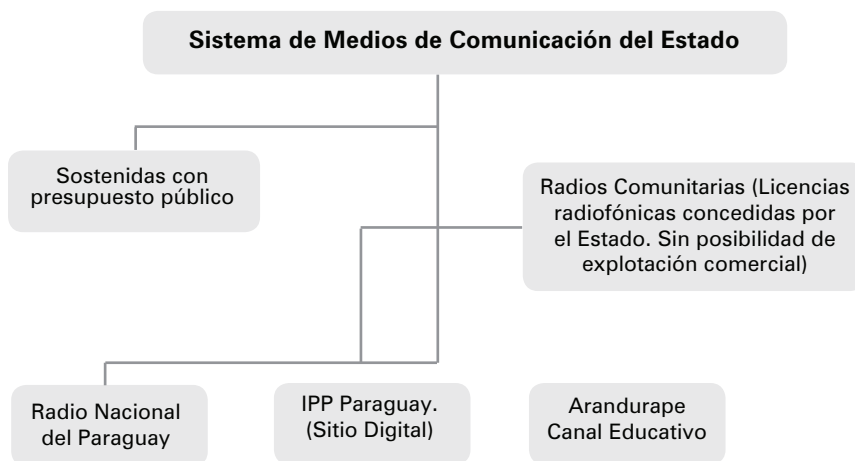 Sistema de Medios de Comunicación del Estado
Sostenidas con
presupuesto público
Radios Comunitarias (Licencias
radiofónicas concedidas por
el Estado. Sin posibilidad de
explotación comercial)
Radio Nacional
del Paraguay
IPP Paraguay.
(Sitio Digital)
Arandurape
Canal Educativo